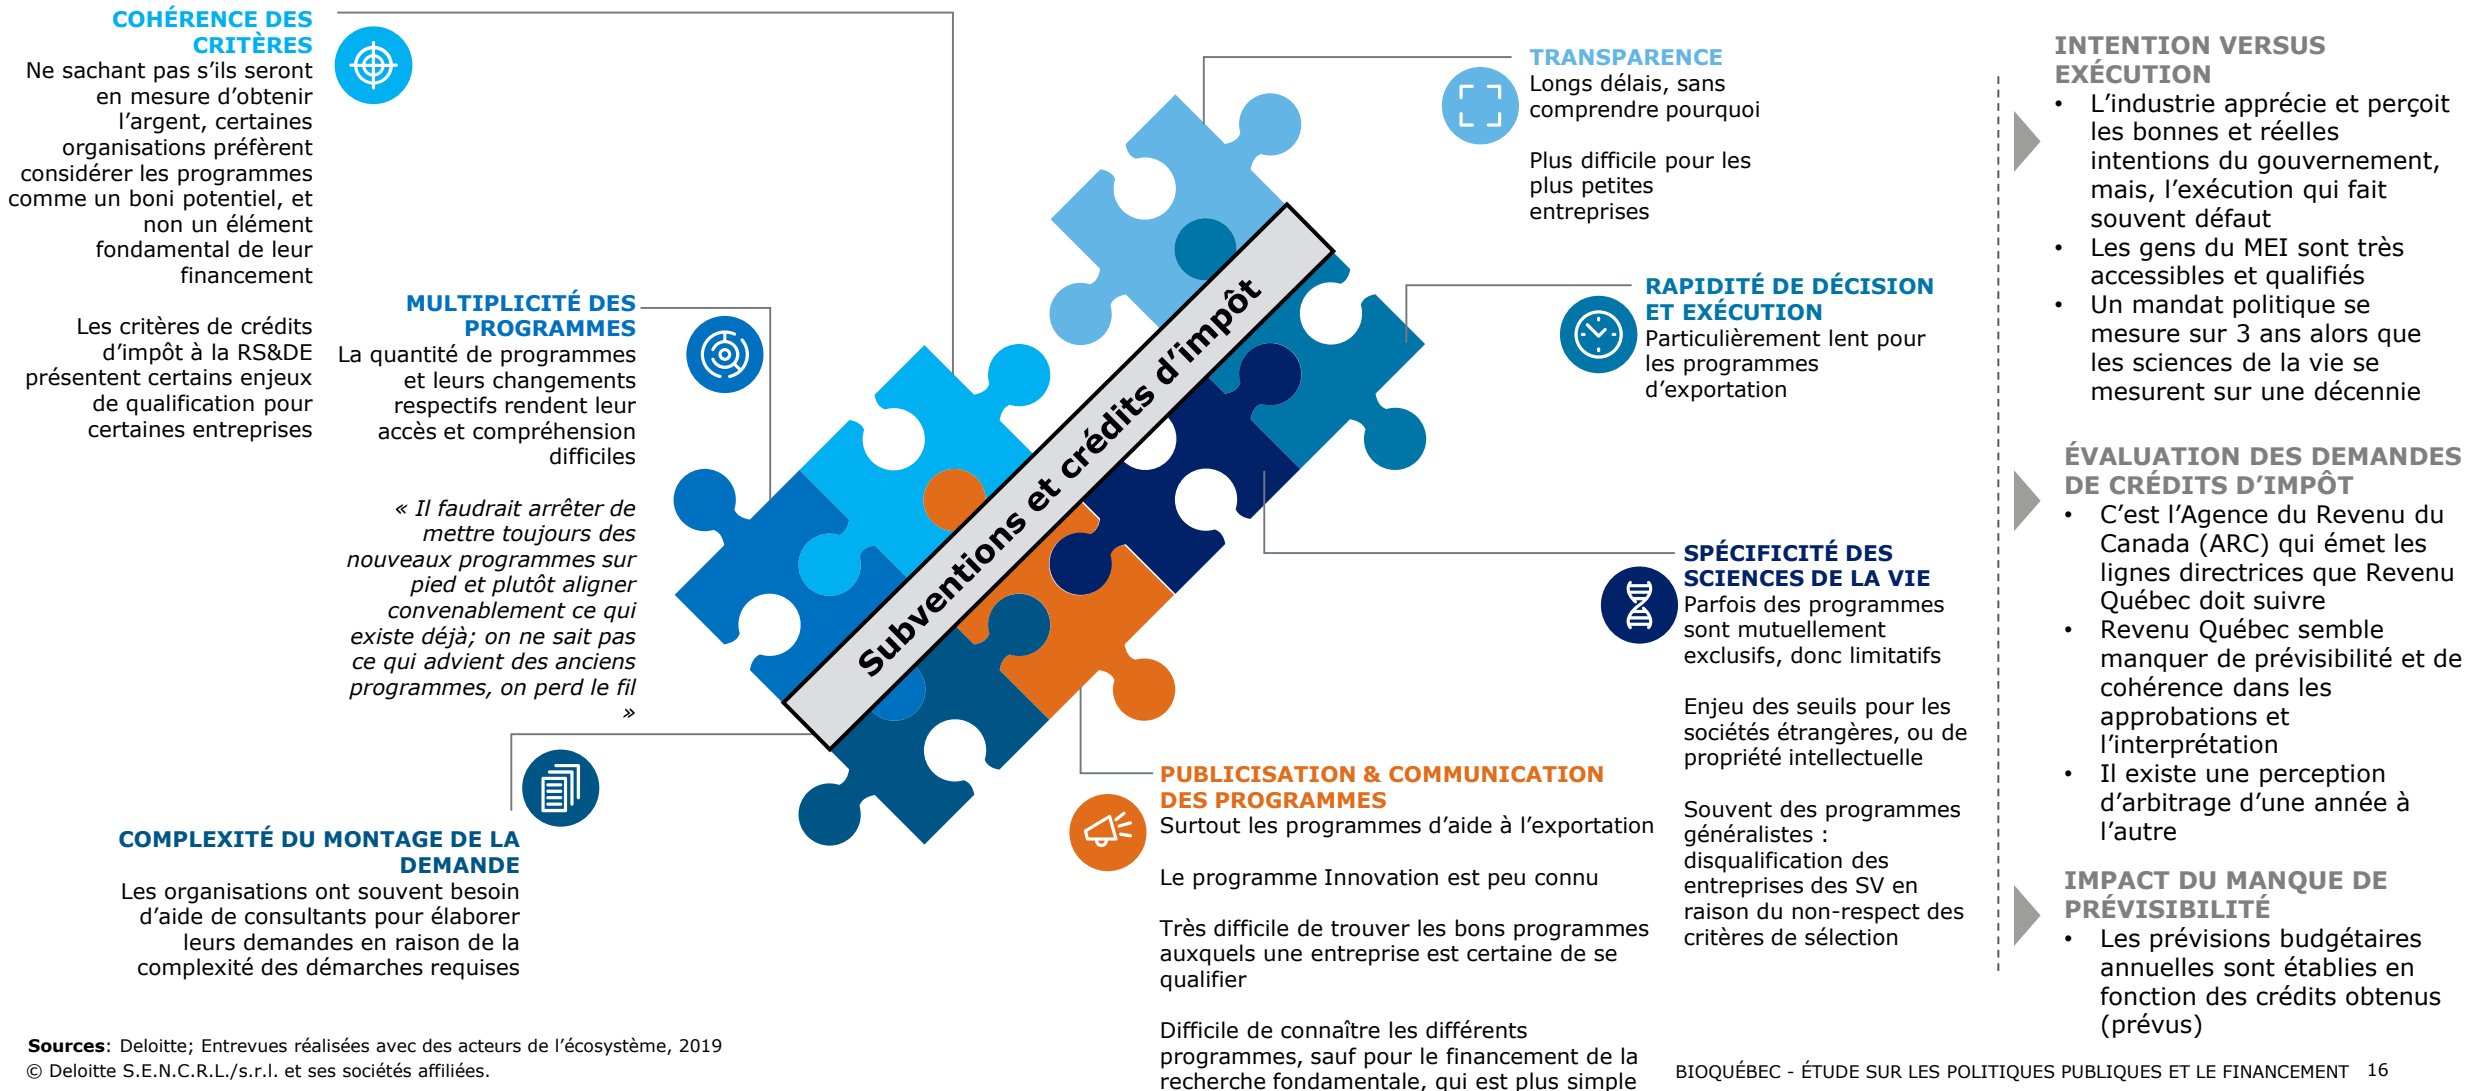 COHÉRENCE DES
CRITÈRES
Ne sachant pas s’ils seront
en mesure d’obtenir
l’argent, certaines
organisations préfèrent
considérer les programmes
comme un boni potentiel, et
non un élément
fondamental de leur
financement
Les critères de crédits
d’impôt à la RS&DE
présentent certains enjeux
de qualification pour
certaines entreprises
MULTIPLICITÉ DES
PROGRAMMES
La quantité de programmes
et leurs changements
respectifs rendent leur
accès et compréhension
difficiles
« Il faudrait arrêter de
mettre toujours des
nouveaux programmes sur
pied et plutôt aligner
convenablement ce qui
existe déjà; on ne sait pas
ce qui advient des anciens
programmes, on perd le fil
»
COMPLEXITÉ DU MONTAGE DE LA
DEMANDE
Les organisations ont souvent besoin
d’aide de consultants pour élaborer
leurs demandes en raison de la
complexité des démarches requises
Subventions et crédits d’impôt
TRANSPARENCE
Longs délais, sans
comprendre pourquoi
Plus difficile pour les
plus petites
entreprises
RAPIDITÉ DE DÉCISION
ET EXÉCUTION
Particulièrement lent pour
les programmes
d’exportation
SPÉCIFICITÉ DES
SCIENCES DE LA VIE
Parfois des programmes
sont mutuellement
exclusifs, donc limitatifs
Enjeu des seuils pour les
sociétés étrangères, ou de
propriété intellectuelle
Souvent des programmes
généralistes :
disqualification des
entreprises des SV en
raison du non-respect des
critères de sélection
PUBLICISATION & COMMUNICATION
DES PROGRAMMES
Surtout les programmes d’aide à l’exportation
Le programme Innovation est peu connu
Très difficile de trouver les bons programmes
auxquels une entreprise est certaine de se
qualifier
Difficile de connaître les différents
programmes, sauf pour le financement de la
recherche fondamentale, qui est plus simple
INTENTION VERSUS
EXÉCUTION
• L’industrie apprécie et perçoit
les bonnes et réelles
intentions du gouvernement,
mais, l’exécution qui fait
souvent défaut
• Les gens du MEI sont très
accessibles et qualifiés
• Un mandat politique se
mesure sur 3 ans alors que
les sciences de la vie se
mesurent sur une décennie
ÉVALUATION DES DEMANDES
DE CRÉDITS D’IMPÔT
• C’est l’Agence du Revenu du
Canada (ARC) qui émet les
lignes directrices que Revenu
Québec doit suivre
• Revenu Québec semble
manquer de prévisibilité et de
cohérence dans les
approbations et
l’interprétation
• Il existe une perception
d’arbitrage d’une année à
l’autre
IMPACT DU MANQUE DE
PRÉVISIBILITÉ
• Les prévisions budgétaires
annuelles sont établies en
fonction des crédits obtenus
(prévus)
Sources: Deloitte; Entrevues réalisées avec des acteurs de l’écosystème, 2019
© Deloitte S.E.N.C.R.L./s.r.l. et ses sociétés affiliées.
BIOQUÉBEC - ÉTUDE SUR LES POLITIQUES PUBLIQUES ET LE FINANCEMENT 16